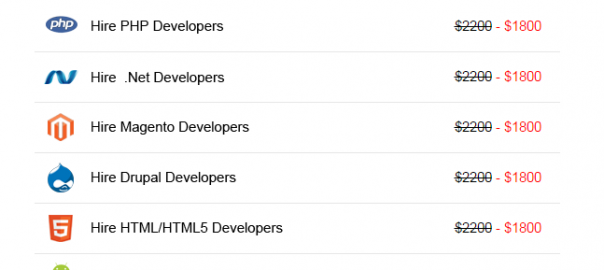 php Hire PHP Developers $2200 - $1800
Hire .Net Developers $2200 - $1800
Hire Magento Developers $2200 - $1800
Hire Drupal Developers $2200 - $1800
5 Hire HTML/HTML5 Developers $2200 - $1800